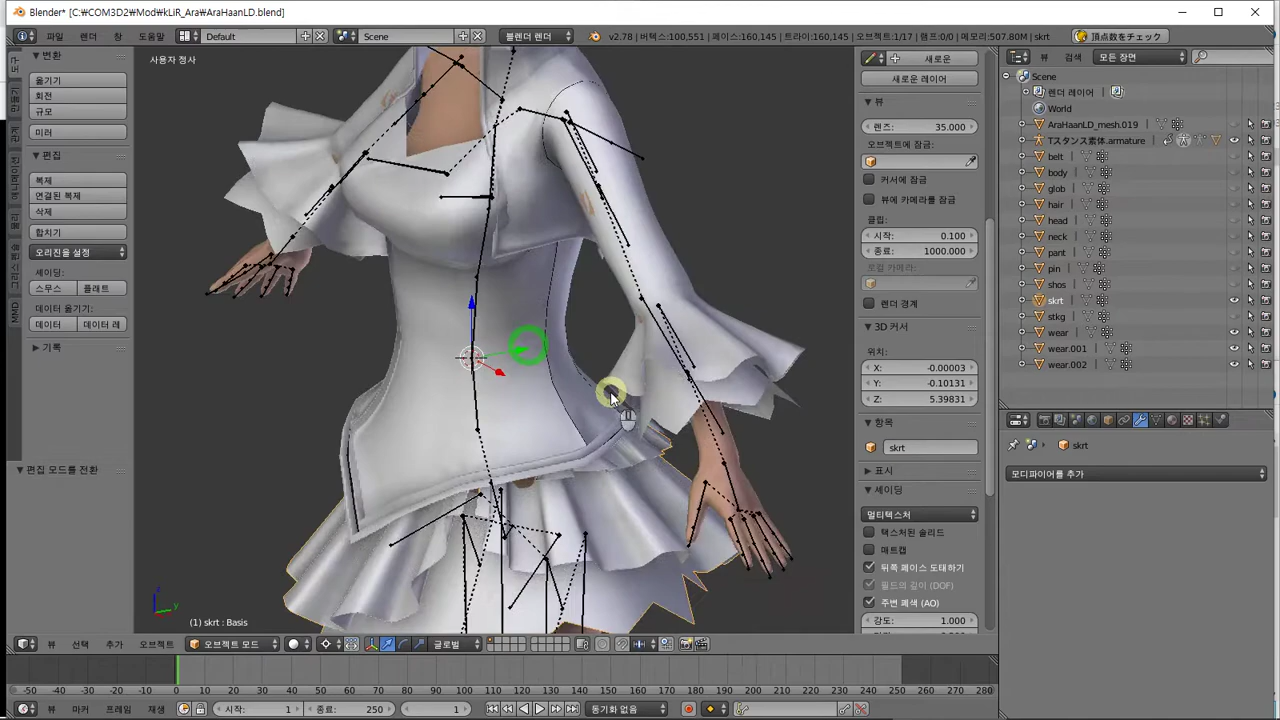 Blender* [C:₩COM3D2₩Mod₩kLiR_Ara₩AraHaanLD.blend]
파일 렌더 창 도움말 Default Scene 블렌더 렌더 v2.78 | 버텍스:100,551 | 페이스:160,145 | 트라이:160,145 | 오브젝트:1/17 | 램프:0/0 | 메모리:507.80M | skrt 頂点数をチェック
사용자 정사
변환
옮기기
회전
규모
미러
편집
복제
연결된 복제
삭제
합치기
오리진을 설정
셰이딩:
스무스 플래트
데이터 옮기기:
데이터 데이터 레
기록
편집 모드를 전환
MMD
(1) skrt : Basis
새로운
새로운 레이어
뷰
렌즈: 35.000
오브젝트에 잠금:
커서에 잠금
뷰에 카메라를 잠금
클립:
시작: 0.100
종료: 1000.000
로컬 카메라:
렌더 경계
3D 커서
위치:
X: -0.00003
Y: -0.10131
Z: 5.39831
항목
skrt
표시
셰이딩
멀티텍스처
텍스처된 솔리드
매트캡
뒤쪽 페이스 도태하기
필드의 깊이 (DOF)
주변 폐색 (AO)
강도: 1.000
뷰 검색 모든 장면
Scene
렌더 레이어
World
AraHaanLD_mesh.019
Tスタンス素体.armature
belt
body
glob
hair
head
neck
pant
pin
shos
skrt
stkg
wear
wear.001
wear.002
skrt
모디파이어를 추가
뷰 선택 추가 오브젝트 오브젝트 모드 글로벌
-50 -40 -30 -20 -10 0 10 20 30 40 50 60 70 80 90 100 110 120 130 140 150 160 170 180 190 200 210 220 230 240 250 260 270 280
뷰 마커 프레임 재생 시작: 1 종료: 250 1 동기화 없음